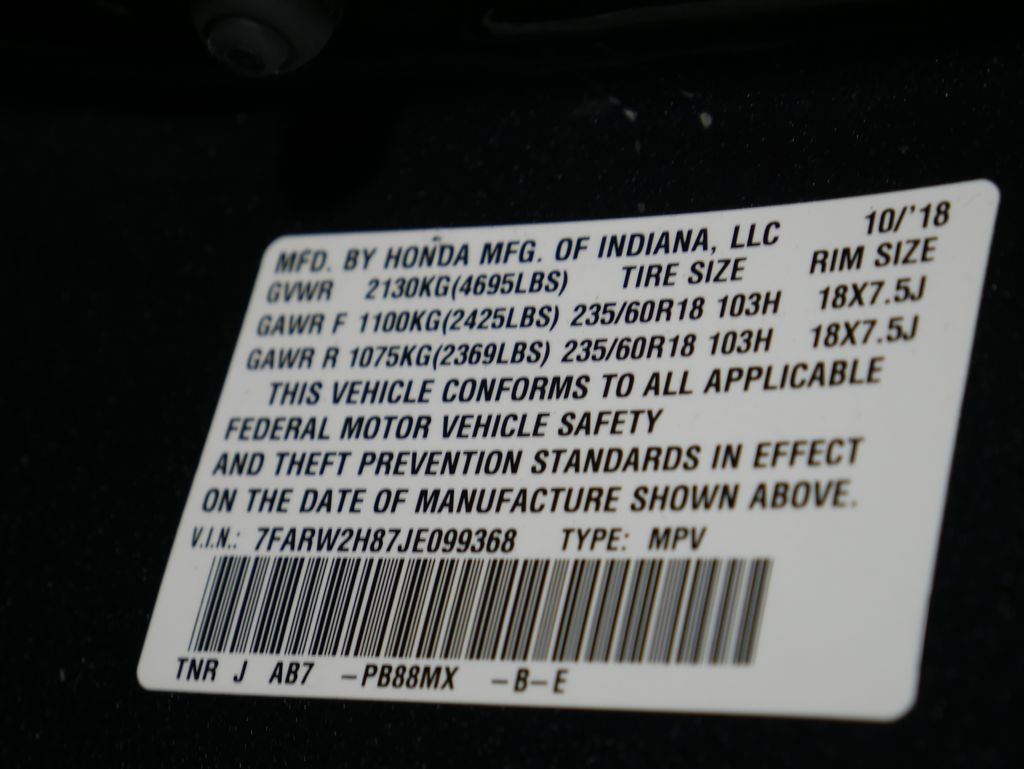 MFD. BY HONDA MFG. OF INDIANA, LLC 10/'18
GVWR 2130KG(4695LBS) TIRE SIZE RIM SIZE
GAWR F 1100KG(2425LBS) 235/60R18 103H 18X7.5J
GAWR R 1075KG(2369LBS) 235/60R18 103H 18X7.5J
THIS VEHICLE CONFORMS TO ALL APPLICABLE
FEDERAL MOTOR VEHICLE SAFETY
AND THEFT PREVENTION STANDARDS IN EFFECT
ON THE DATE OF MANUFACTURE SHOWN ABOVE.
V.I.N.: 7FARW2H87JE099368 TYPE: MPV
TNR J AB7 -PB88MX -B-E